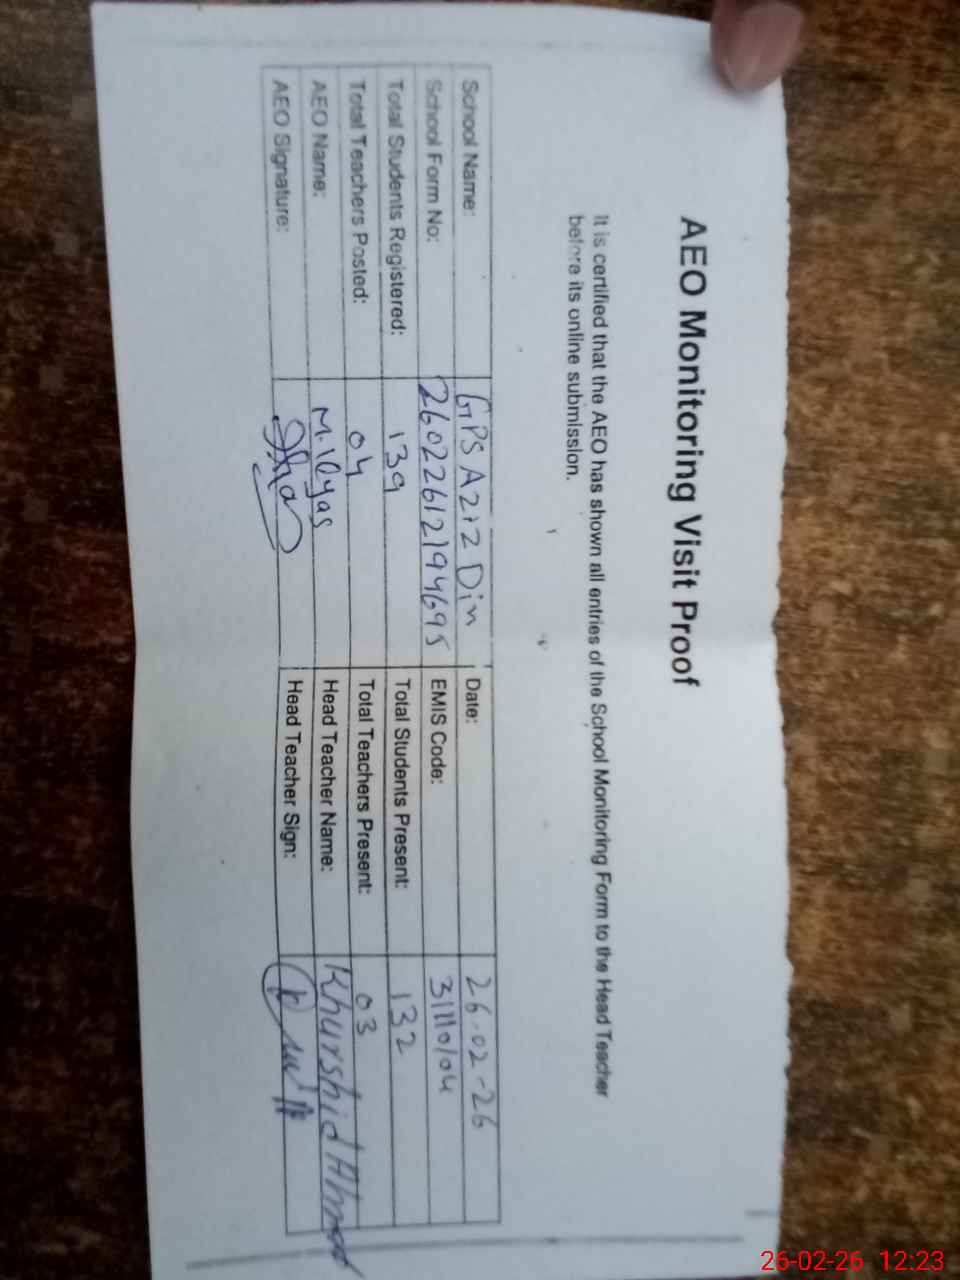 AEO Monitoring Visit Proof
It is certified that the AEO has shown all entries of the School Monitoring Form to the Head Teacher
before its online submission.
School Name: GPS Aziz Din Date: 26-02-26
School Form No: 26022612194695 EMIS Code: 31110104
Total Students Registered: 139 Total Students Present: 132
Total Teachers Posted: 04 Total Teachers Present: 03
AEO Name: M. Ilyas Head Teacher Name: Khurshid Ahmad
AEO Signature: Head Teacher Sign:
26-02-26 12:23